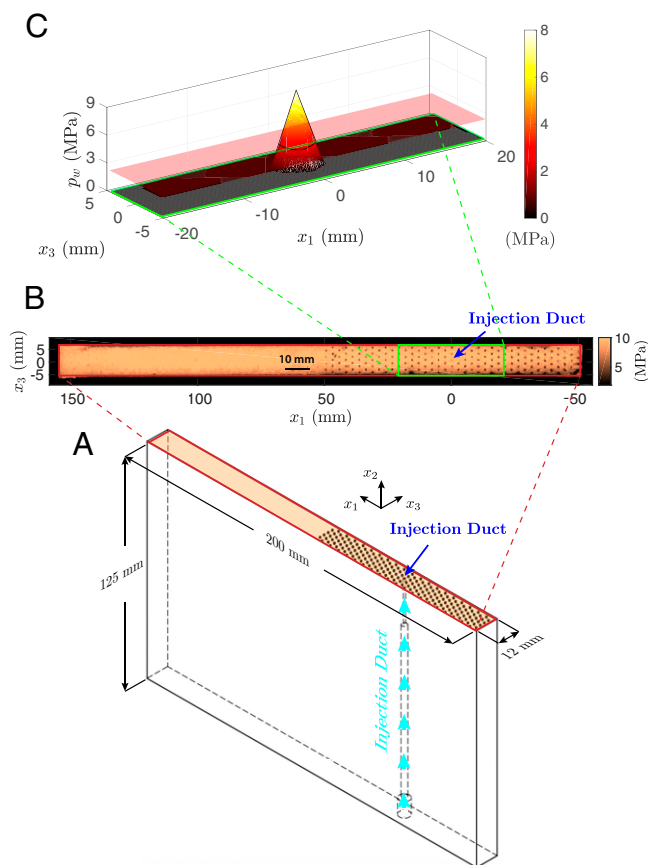 C
8
6
4
2
0
(MPa)
9
6
3
0
p_w (MPa)
5
0
-5
x_3 (mm)
-20
-10
0
10
20
x_1 (mm)
B
Injection Duct
x_3 (mm)
5
0
-5
10 mm
10
5
(MPa)
150
100
50
0
-50
x_1 (mm)
A
x_2
x_1
x_3
Injection Duct
200 mm
125 mm
12 mm
Injection Duct